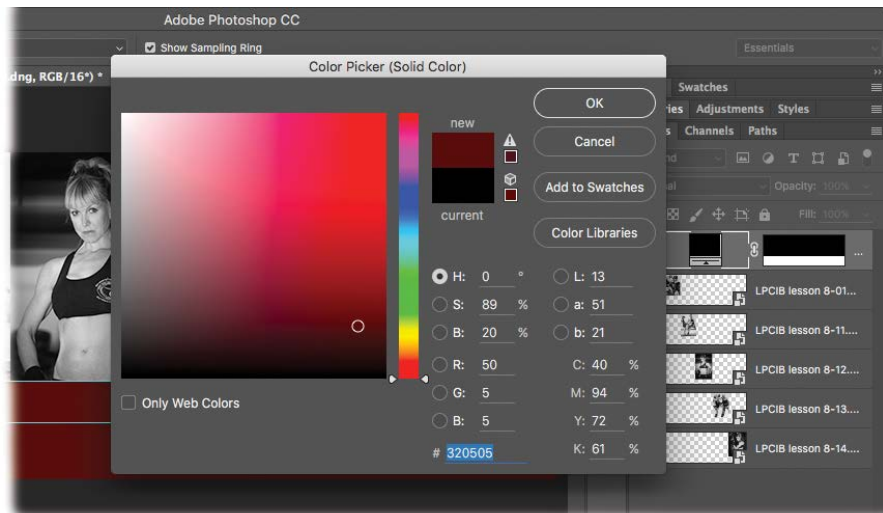 Adobe Photoshop CC
Show Sampling Ring
Essentials
.dng, RGB/16*) *
Color Picker (Solid Color)
Swatches
Adjustments Styles
Channels Paths
new
current
OK
Cancel
Add to Swatches
Color Libraries
Opacity: 100%
Fill: 100%
H: 0 °
S: 89 %
B: 20 %
R: 50
G: 5
B: 5
# 320505
L: 13
a: 51
b: 21
C: 40 %
M: 94 %
Y: 72 %
K: 61 %
Only Web Colors
...
LPCIB lesson 8-01...
LPCIB lesson 8-11....
LPCIB lesson 8-12....
LPCIB lesson 8-13....
LPCIB lesson 8-14....